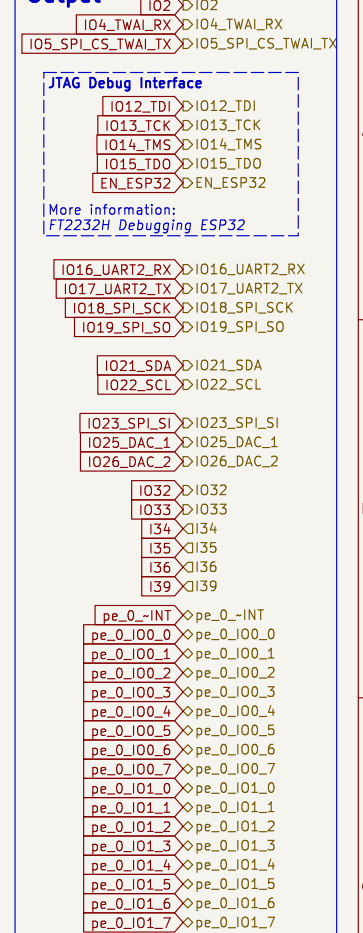 Output
IO2 IO2
IO4_TWAI_RX IO4_TWAI_RX
IO5_SPI_CS_TWAI_TX IO5_SPI_CS_TWAI_TX
JTAG Debug Interface
IO12_TDI IO12_TDI
IO13_TCK IO13_TCK
IO14_TMS IO14_TMS
IO15_TDO IO15_TDO
EN_ESP32 EN_ESP32
More information:
FT2232H Debugging ESP32
IO16_UART2_RX IO16_UART2_RX
IO17_UART2_TX IO17_UART2_TX
IO18_SPI_SCK IO18_SPI_SCK
IO19_SPI_SO IO19_SPI_SO
IO21_SDA IO21_SDA
IO22_SCL IO22_SCL
IO23_SPI_SI IO23_SPI_SI
IO25_DAC_1 IO25_DAC_1
IO26_DAC_2 IO26_DAC_2
IO32 IO32
IO33 IO33
I34 I34
I35 I35
I36 I36
I39 I39
pe_0_~INT pe_0_~INT
pe_0_IO0_0 pe_0_IO0_0
pe_0_IO0_1 pe_0_IO0_1
pe_0_IO0_2 pe_0_IO0_2
pe_0_IO0_3 pe_0_IO0_3
pe_0_IO0_4 pe_0_IO0_4
pe_0_IO0_5 pe_0_IO0_5
pe_0_IO0_6 pe_0_IO0_6
pe_0_IO0_7 pe_0_IO0_7
pe_0_IO1_0 pe_0_IO1_0
pe_0_IO1_1 pe_0_IO1_1
pe_0_IO1_2 pe_0_IO1_2
pe_0_IO1_3 pe_0_IO1_3
pe_0_IO1_4 pe_0_IO1_4
pe_0_IO1_5 pe_0_IO1_5
pe_0_IO1_6 pe_0_IO1_6
pe_0_IO1_7 pe_0_IO1_7